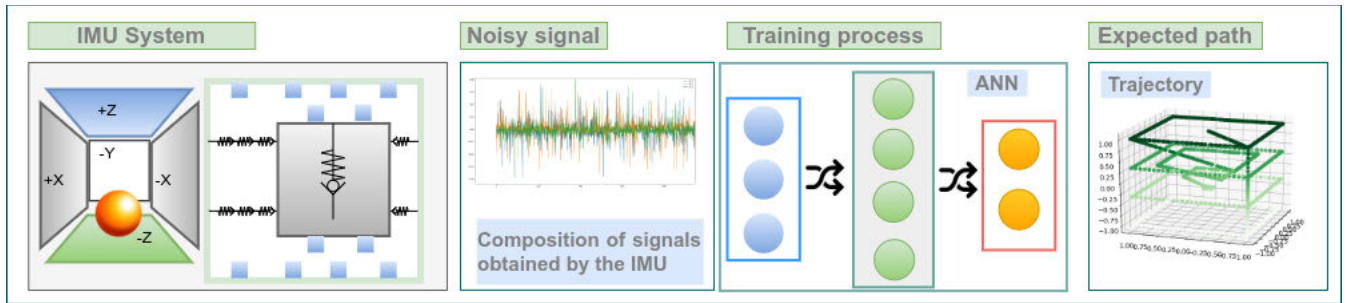 IMU System
Noisy signal
Training process
Expected path
+Z
-Y
+X
-X
-Z
Composition of signals
obtained by the IMU
ANN
Trajectory
1.00
0.75
0.50
0.25
0.00
−0.25
−0.50
−0.75
−1.00